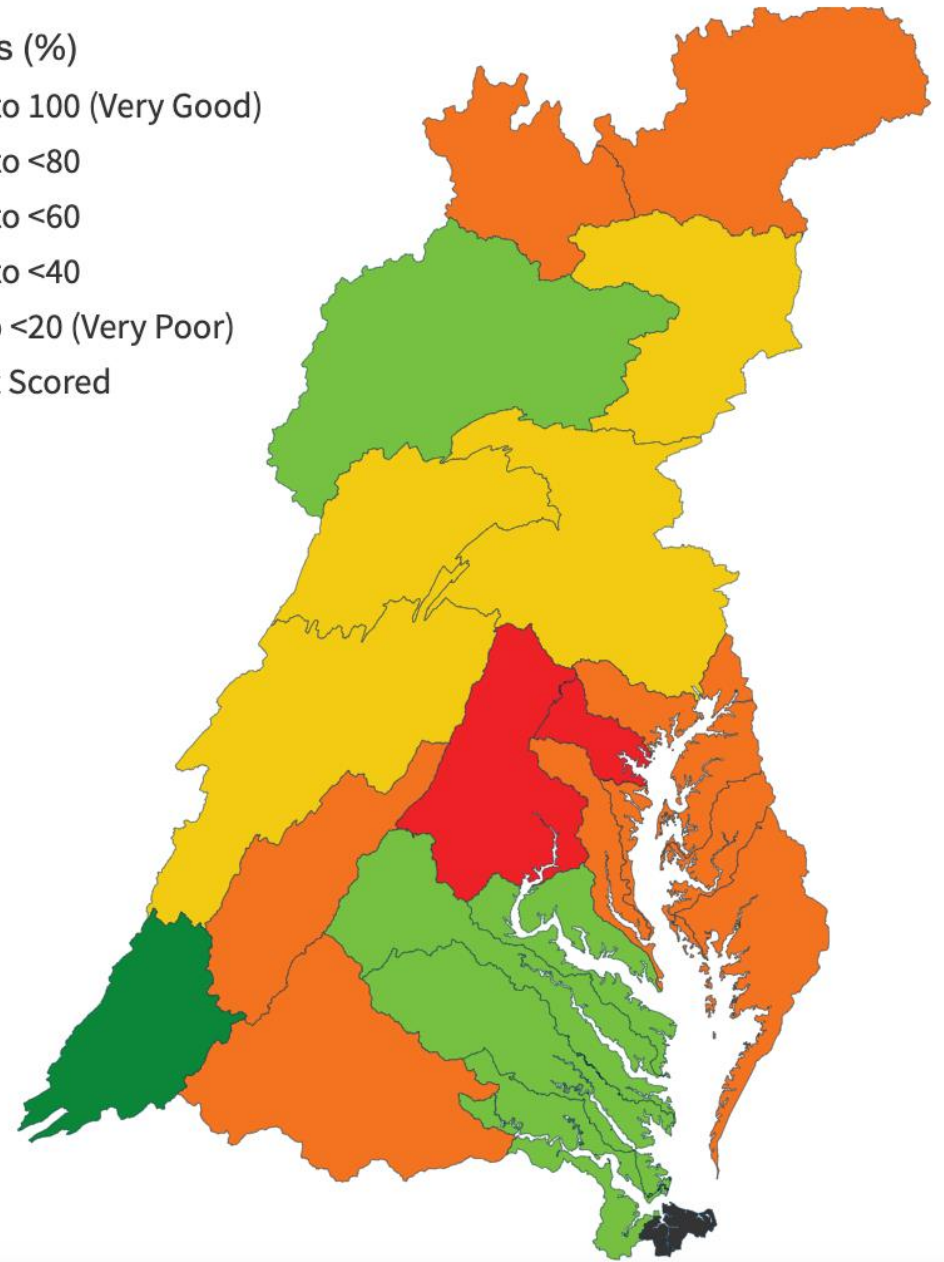 s (%)
to 100 (Very Good)
to <80
to <60
to <40
<20 (Very Poor)
Scored